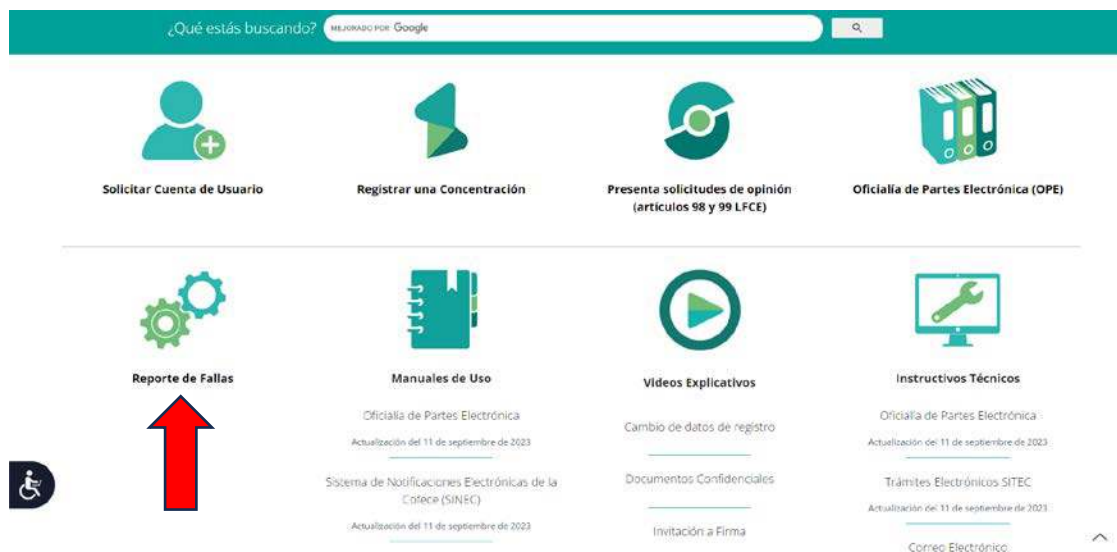 ¿Qué estás buscando?
MEJORADO POR Google
Solicitar Cuenta de Usuario
Registrar una Concentración
Presenta solicitudes de opinión
(artículos 98 y 99 LFCE)
Oficialía de Partes Electrónica (OPE)
Reporte de Fallas
Manuales de Uso
Oficialía de Partes Electrónica
Actualización del 11 de septiembre de 2023
Sistema de Notificaciones Electrónicas de la
Cofece (SINEC)
Actualización del 11 de septiembre de 2023
Videos Explicativos
Cambio de datos de registro
Documentos Confidenciales
Invitación a Firma
Instructivos Técnicos
Oficialía de Partes Electrónica
Actualización del 11 de septiembre de 2023
Trámites Electrónicos SITEC
Actualización del 11 de septiembre de 2023
Correo Electrónico